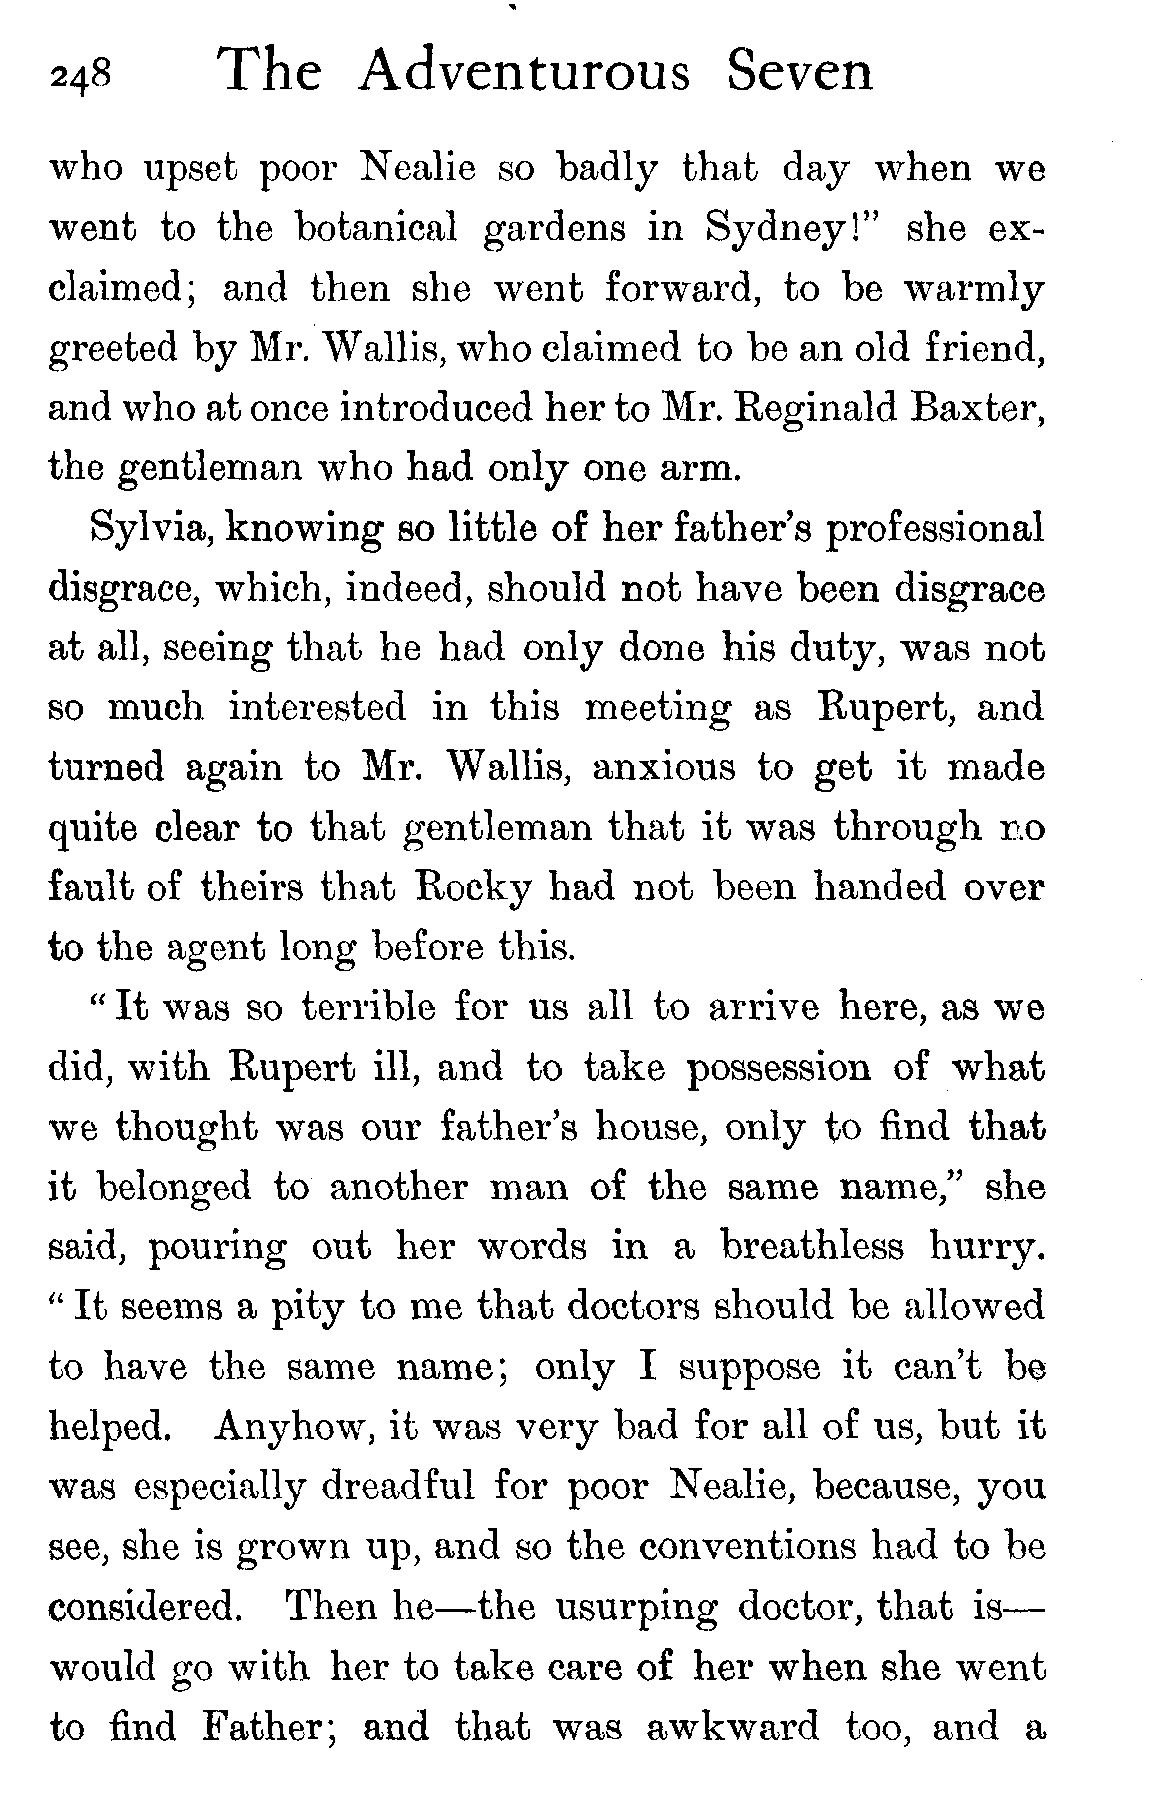 248 The Adventurous Seven
who upset poor Nealie so badly that day when we
went to the botanical gardens in Sydney!” she ex-
claimed; and then she went forward, to be warmly
greeted by Mr. Wallis, who claimed to be an old friend,
and who at once introduced her to Mr. Reginald Baxter,
the gentleman who had only one arm.
Sylvia, knowing so little of her father’s professional
disgrace, which, indeed, should not have been disgrace
at all, seeing that he had only done his duty, was not
so much interested in this meeting as Rupert, and
turned again to Mr. Wallis, anxious to get it made
quite clear to that gentleman that it was through no
fault of theirs that Rocky had not been handed over
to the agent long before this.
“It was so terrible for us all to arrive here, as we
did, with Rupert ill, and to take possession of what
we thought was our father’s house, only to find that
it belonged to another man of the same name,” she
said, pouring out her words in a breathless hurry.
“It seems a pity to me that doctors should be allowed
to have the same name; only I suppose it can’t be
helped. Anyhow, it was very bad for all of us, but it
was especially dreadful for poor Nealie, because, you
see, she is grown up, and so the conventions had to be
considered. Then he—the usurping doctor, that is—
would go with her to take care of her when she went
to find Father; and that was awkward too, and a